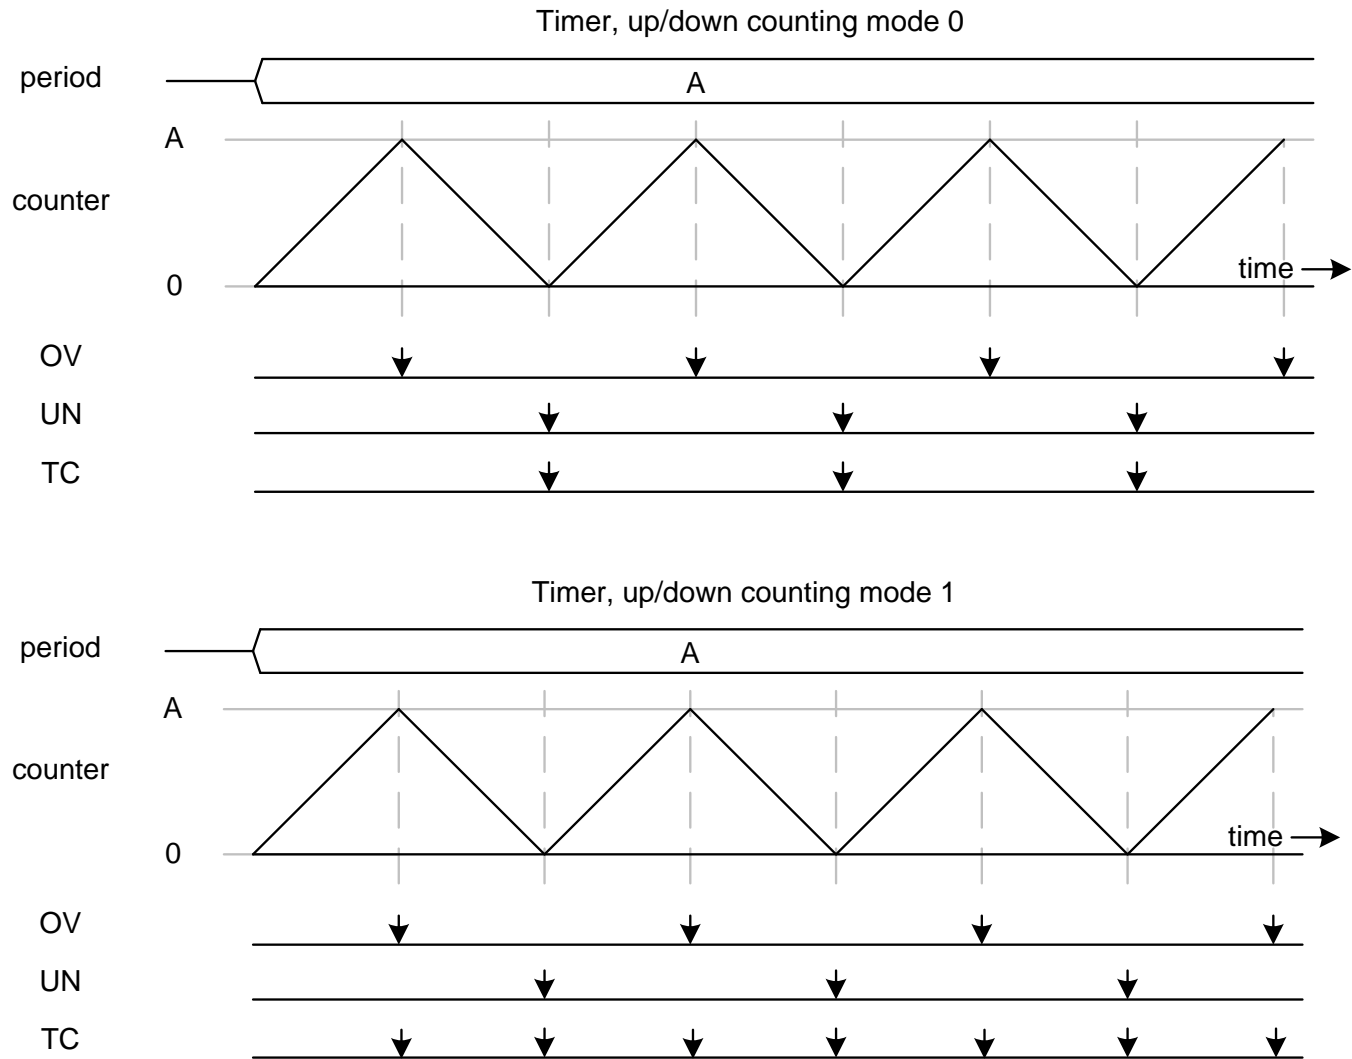 Timer, up/down counting mode 0
period
A
A
counter
0
time
OV
UN
TC
Timer, up/down counting mode 1
period
A
A
counter
0
time
OV
UN
TC